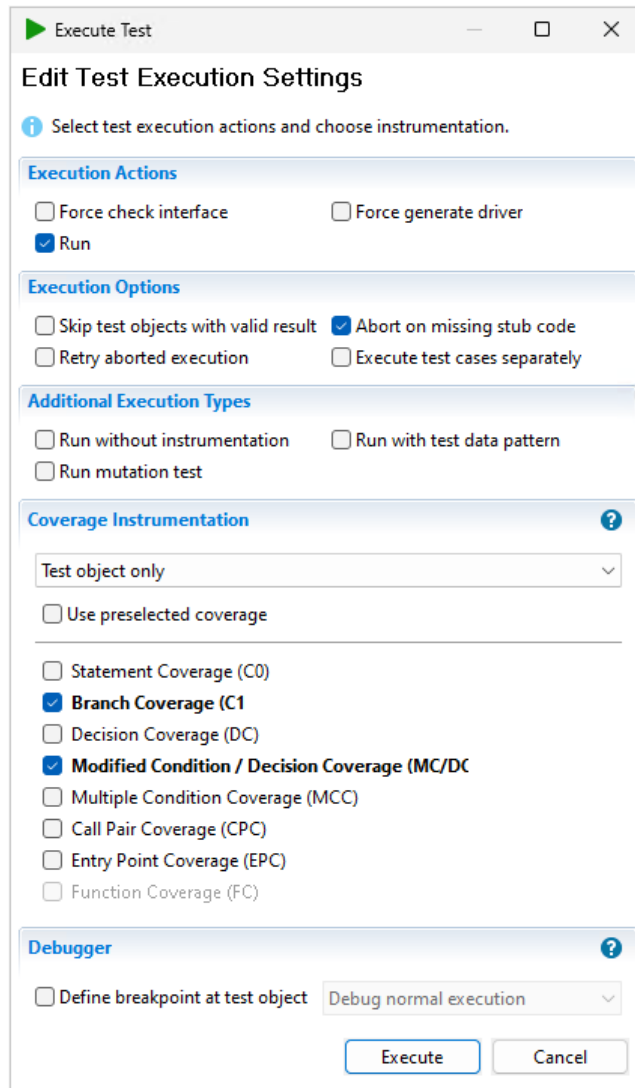 Execute Test
Edit Test Execution Settings
Select test execution actions and choose instrumentation.
Execution Actions
Force check interface Force generate driver
Run
Execution Options
Skip test objects with valid result Abort on missing stub code
Retry aborted execution Execute test cases separately
Additional Execution Types
Run without instrumentation Run with test data pattern
Run mutation test
Coverage Instrumentation ?
Test object only
Use preselected coverage
Statement Coverage (C0)
Branch Coverage (C1
Decision Coverage (DC)
Modified Condition / Decision Coverage (MC/DC
Multiple Condition Coverage (MCC)
Call Pair Coverage (CPC)
Entry Point Coverage (EPC)
Function Coverage (FC)
Debugger ?
Define breakpoint at test object Debug normal execution
Execute Cancel